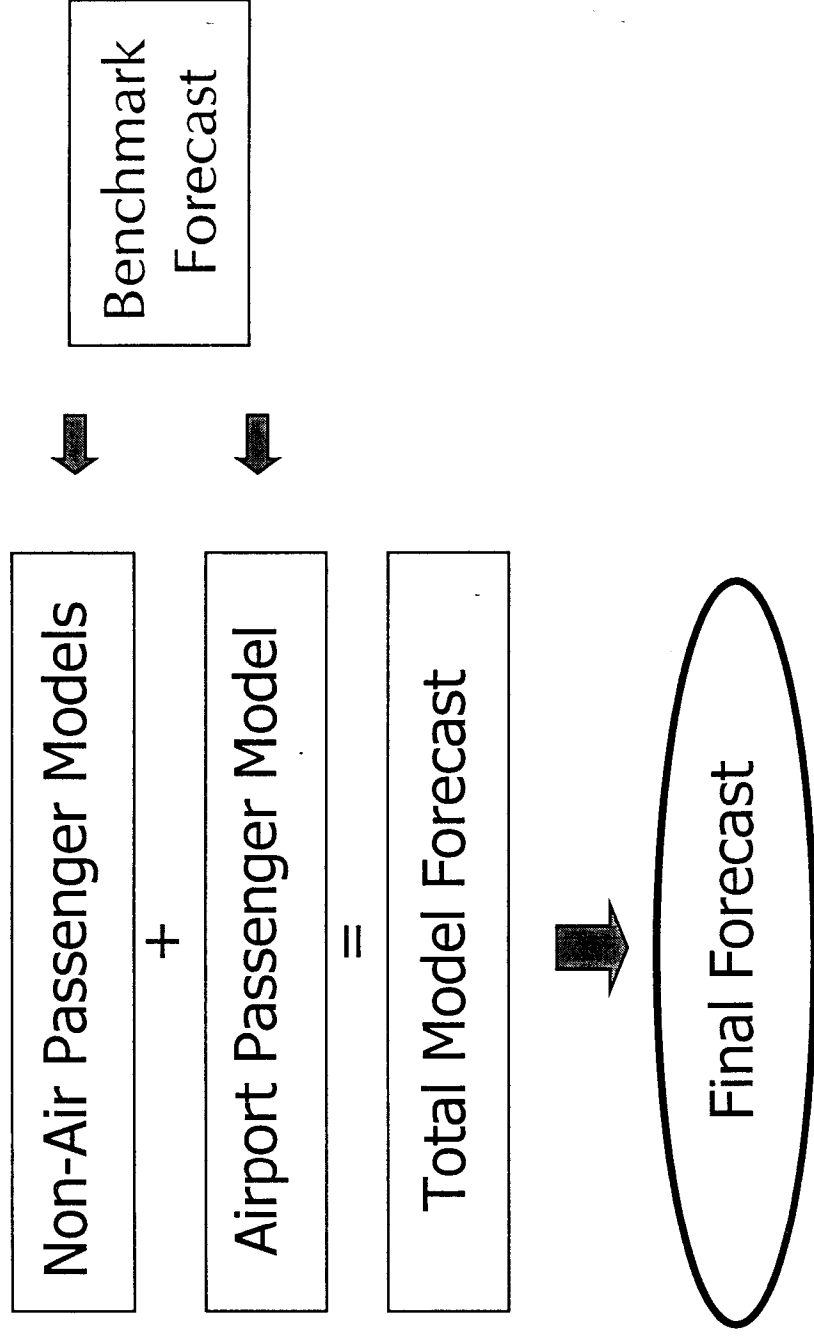 Non-Air Passenger Models
+
Airport Passenger Model
=
Total Model Forecast
Final Forecast
Benchmark
Forecast